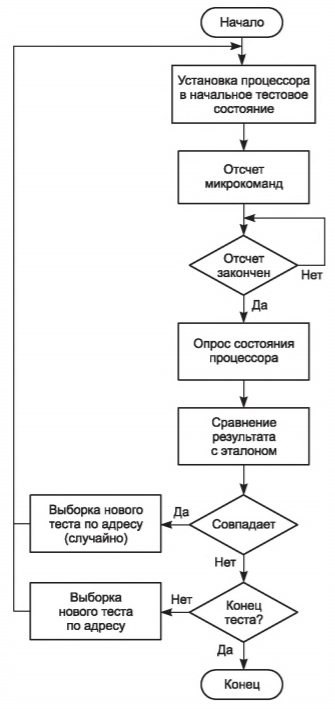 Начало
Установка процессора
в начальное тестовое
состояние
Отсчет
микрокоманд
Отсчет
закончен
Нет
Да
Опрос состояния
процессора
Сравнение
результата
с эталоном
Выборка нового
теста по адресу
(случайно)
Да
Совпадает
Нет
Выборка
нового теста
по адресу
Нет
Конец
теста?
Да
Конец